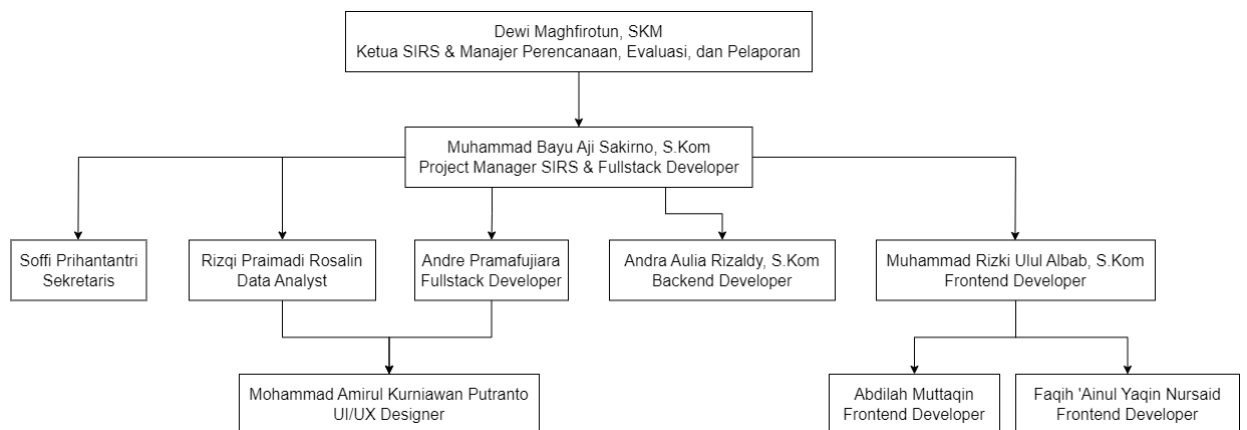 Dewi Maghfirotun, SKM
Ketua SIRS & Manajer Perencanaan, Evaluasi, dan Pelaporan
Muhammad Bayu Aji Sakirno, S.Kom
Project Manager SIRS & Fullstack Developer
Soffi Prihantantri
Sekretaris
Rizqi Praimadi Rosalin
Data Analyst
Andre Pramafujiara
Fullstack Developer
Andra Aulia Rizaldy, S.Kom
Backend Developer
Muhammad Rizki Ulul Albab, S.Kom
Frontend Developer
Mohammad Amirul Kurniawan Putranto
UI/UX Designer
Abdilah Muttaqin
Frontend Developer
Faqih 'Ainul Yaqin Nursaid
Frontend Developer